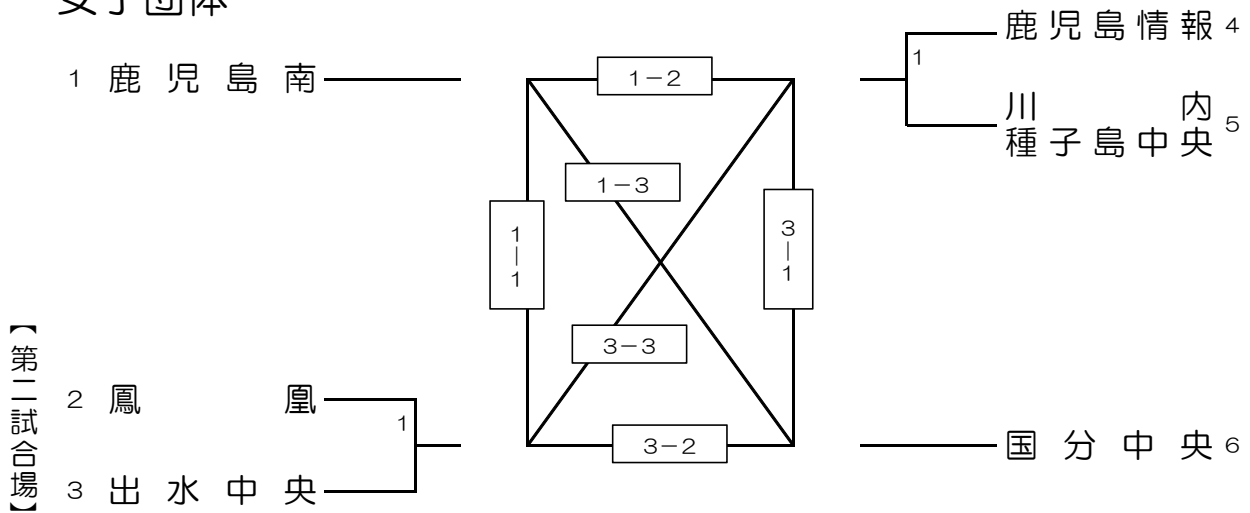 女子団体
1 鹿児島南
鹿児島情報 4
1
川内
種子島中央 5
1-2
1-3
1-1
3-1
3-3
3-2
【第二試合場】
2 鳳凰
1
3 出水中央
国分中央 6